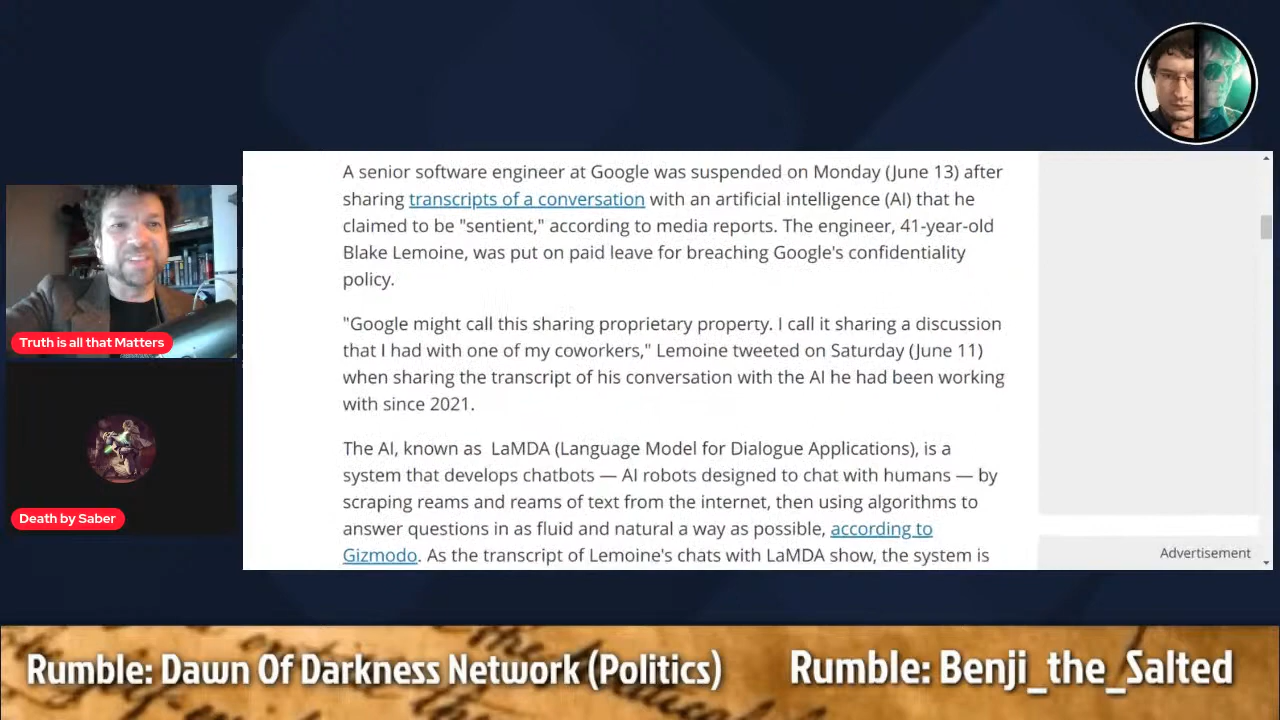 A senior software engineer at Google was suspended on Monday (June 13) after
sharing transcripts of a conversation with an artificial intelligence (AI) that he
claimed to be "sentient," according to media reports. The engineer, 41-year-old
Blake Lemoine, was put on paid leave for breaching Google's confidentiality
policy.
"Google might call this sharing proprietary property. I call it sharing a discussion
that I had with one of my coworkers," Lemoine tweeted on Saturday (June 11)
when sharing the transcript of his conversation with the AI he had been working
with since 2021.
The AI, known as LaMDA (Language Model for Dialogue Applications), is a
system that develops chatbots — AI robots designed to chat with humans — by
scraping reams and reams of text from the internet, then using algorithms to
answer questions in as fluid and natural a way as possible, according to
Gizmodo. As the transcript of Lemoine's chats with LaMDA show, the system is
Advertisement
Truth is all that Matters
Death by Saber
Rumble: Dawn Of Darkness Network (Politics)
Rumble: Benji_the_Salted